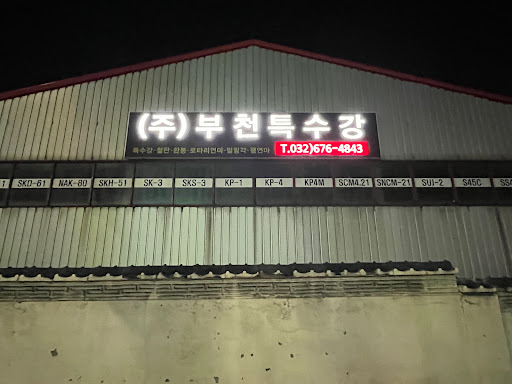 (주)부천특수강
특수강·절판·환봉·로타리연마·밀링각·평연마
T.032)676-4843
SKD-61 NAK-80 SKH-51 SK-3 SKS-3 KP-1 KP-4 KP4M SCM4.21 SNCM-21 SUJ-2 S45C